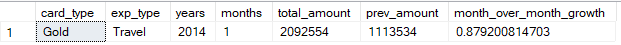 card_type exp_type years months total_amount prev_amount month_over_month_growth
1 Gold Travel 2014 1 2092554 1113534 0.879200814703